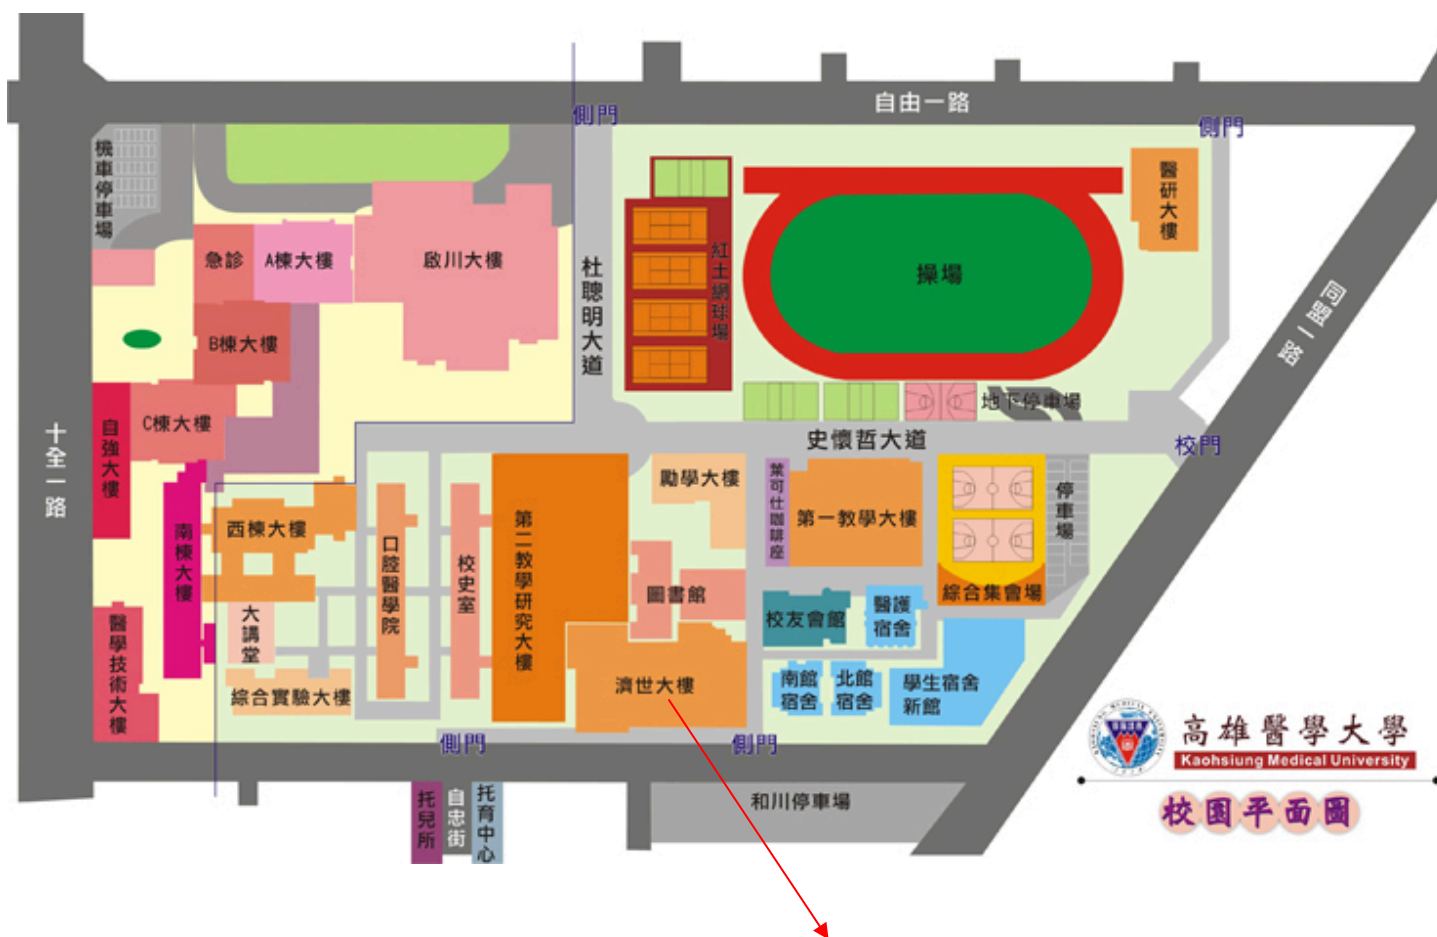 自由一路
側門
側門
機車停車場
醫研大樓
急診
A棟大樓
啟川大樓
杜聰明大道
紅土網球場
操場
同盟一路
B棟大樓
C棟大樓
自強大樓
十全一路
地下停車場
史懷哲大道
校門
南棟大樓
西棟大樓
口腔醫學院
校史室
第二教學研究大樓
勵學大樓
萊可仕咖啡座
第一教學大樓
停車場
綜合集會場
圖書館
校友會館
醫護
宿舍
大講堂
醫學技術大樓
綜合實驗大樓
濟世大樓
南館
宿舍
北館
宿舍
學生宿舍
新館
側門
側門
托兒所
自忠街
托育中心
和川停車場
高雄醫學大學
Kaohsiung Medical University
校園平面圖